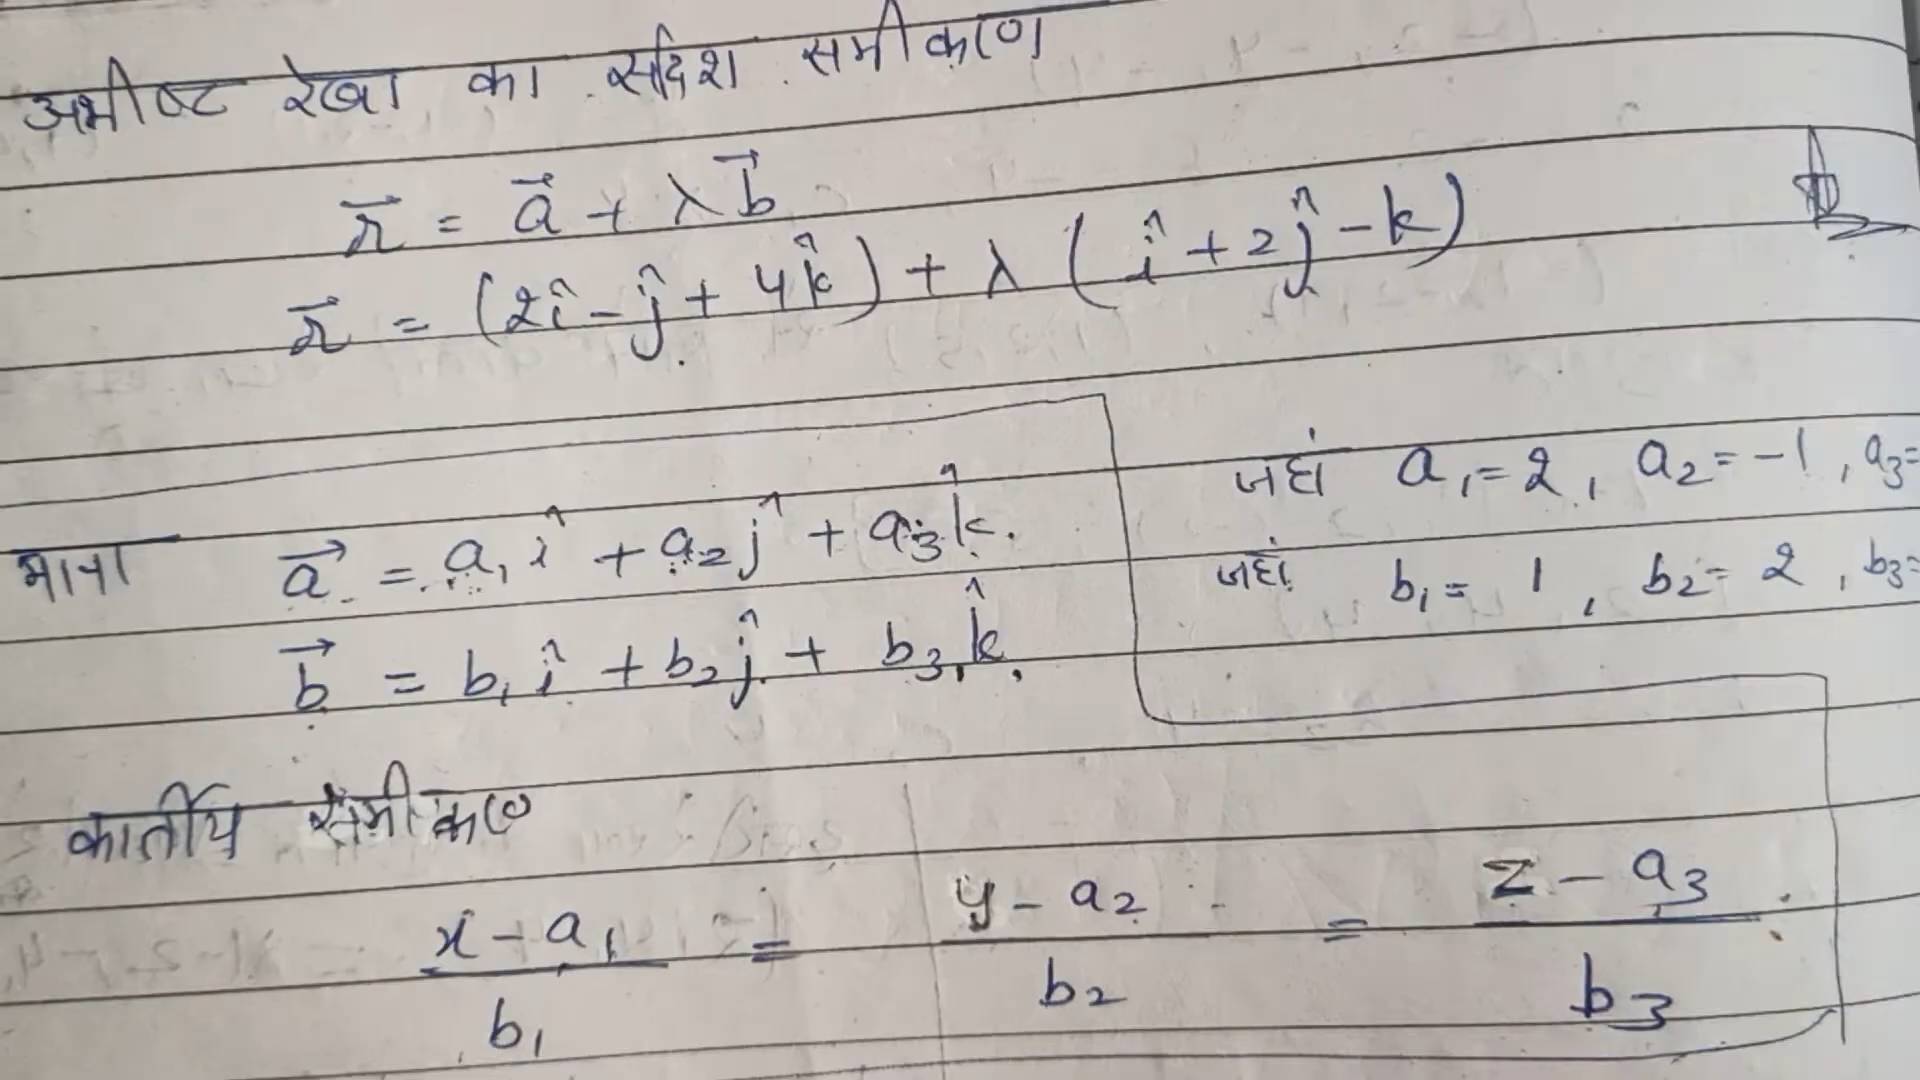 अभीष्ट रेखा का सदिश समीकरण
r⃗ = a⃗ + λb⃗
r⃗ = (2î - ĵ + 4k̂) + λ (î + 2ĵ - k)
माना a⃗ = a₁î + a₂ĵ + a₃k̂. जहां a₁ = 2, a₂ = -1, a₃ =
b⃗ = b₁î + b₂ĵ + b₃k̂. जहां b₁ = 1, b₂ = 2, b₃ =
कार्तीय समीकरण
(x - a₁)/b₁ = (y - a₂)/b₂ = (z - a₃)/b₃